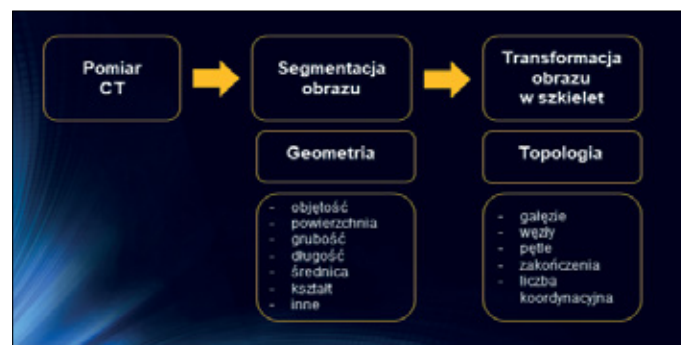 Pomiar
CT
Segmentacja
obrazu
Transformacja
obrazu
w szkielet
Geometria
Topologia
- objętość
- powierzchnia
- grubość
- długość
- średnica
- kształt
- inne
- gałęzie
- węzły
- pętle
- zakończenia
- liczba
koordynacyjna